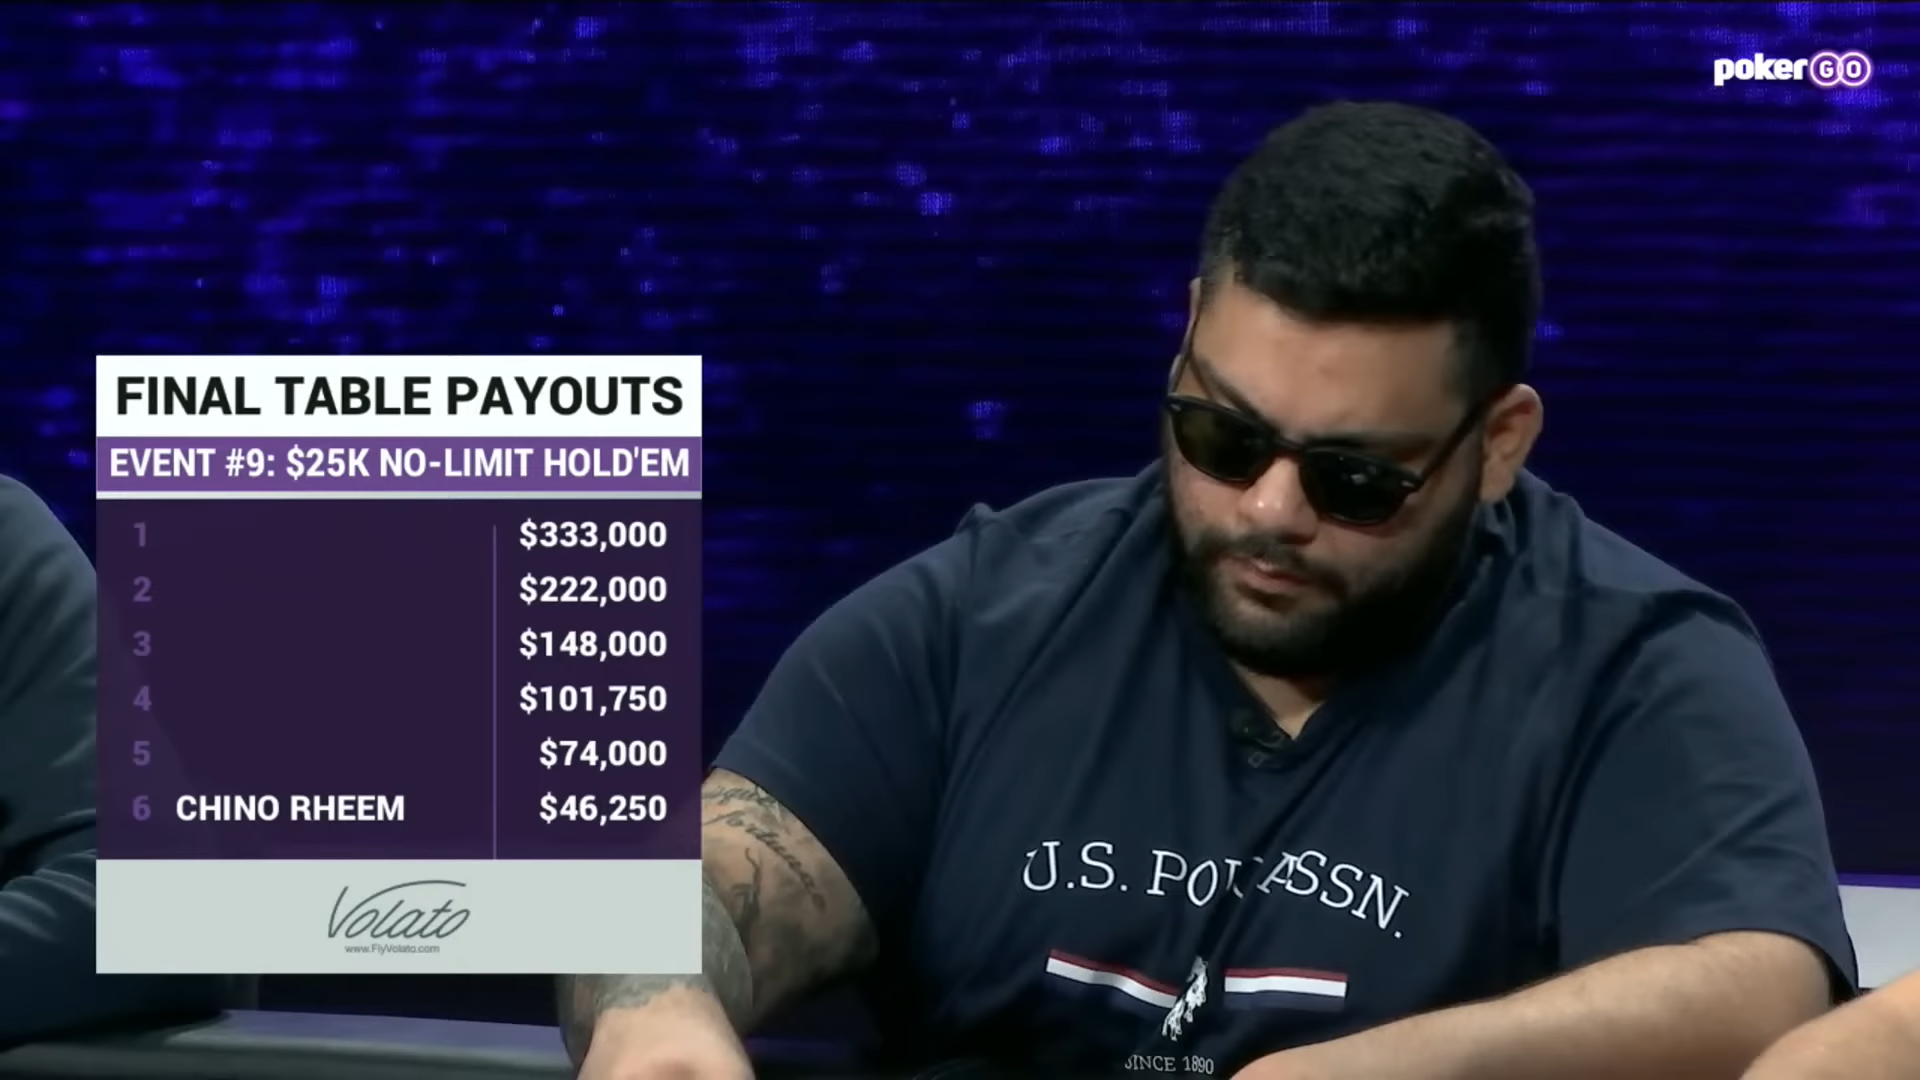 pokerGO
FINAL TABLE PAYOUTS
EVENT #9: $25K NO-LIMIT HOLD'EM
1 $333,000
2 $222,000
3 $148,000
4 $101,750
5 $74,000
6 CHINO RHEEM $46,250
Volato
www.FlyVolato.com
fortuna
U.S. POL ASSN.
SINCE 1890